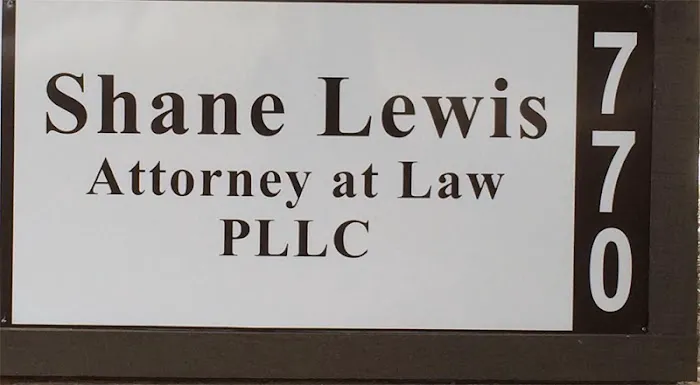 Shane Lewis
Attorney at Law
PLLC
770